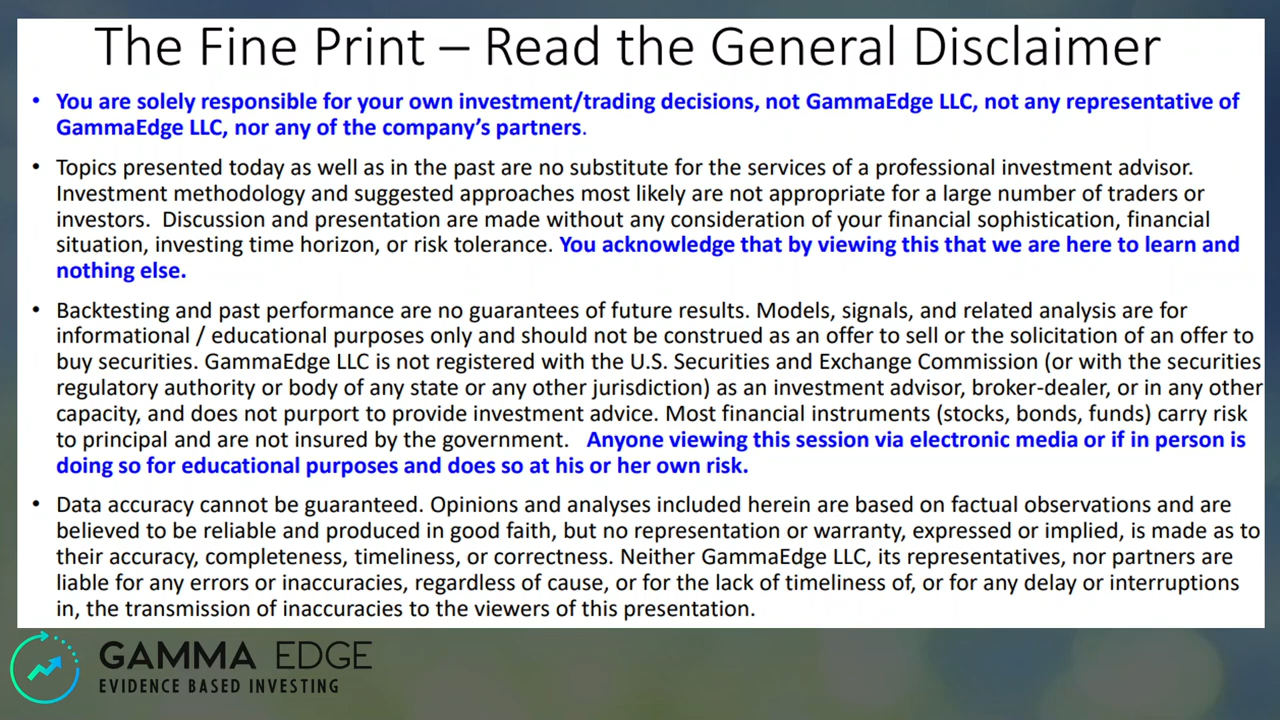 The Fine Print – Read the General Disclaimer
• You are solely responsible for your own investment/trading decisions, not GammaEdge LLC, not any representative of
GammaEdge LLC, nor any of the company's partners.
• Topics presented today as well as in the past are no substitute for the services of a professional investment advisor.
Investment methodology and suggested approaches most likely are not appropriate for a large number of traders or
investors. Discussion and presentation are made without any consideration of your financial sophistication, financial
situation, investing time horizon, or risk tolerance. You acknowledge that by viewing this that we are here to learn and
nothing else.
• Backtesting and past performance are no guarantees of future results. Models, signals, and related analysis are for
informational / educational purposes only and should not be construed as an offer to sell or the solicitation of an offer to
buy securities. GammaEdge LLC is not registered with the U.S. Securities and Exchange Commission (or with the securities
regulatory authority or body of any state or any other jurisdiction) as an investment advisor, broker-dealer, or in any other
capacity, and does not purport to provide investment advice. Most financial instruments (stocks, bonds, funds) carry risk
to principal and are not insured by the government. Anyone viewing this session via electronic media or if in person is
doing so for educational purposes and does so at his or her own risk.
• Data accuracy cannot be guaranteed. Opinions and analyses included herein are based on factual observations and are
believed to be reliable and produced in good faith, but no representation or warranty, expressed or implied, is made as to
their accuracy, completeness, timeliness, or correctness. Neither GammaEdge LLC, its representatives, nor partners are
liable for any errors or inaccuracies, regardless of cause, or for the lack of timeliness of, or for any delay or interruptions
in, the transmission of inaccuracies to the viewers of this presentation.
GAMMA EDGE
EVIDENCE BASED INVESTING